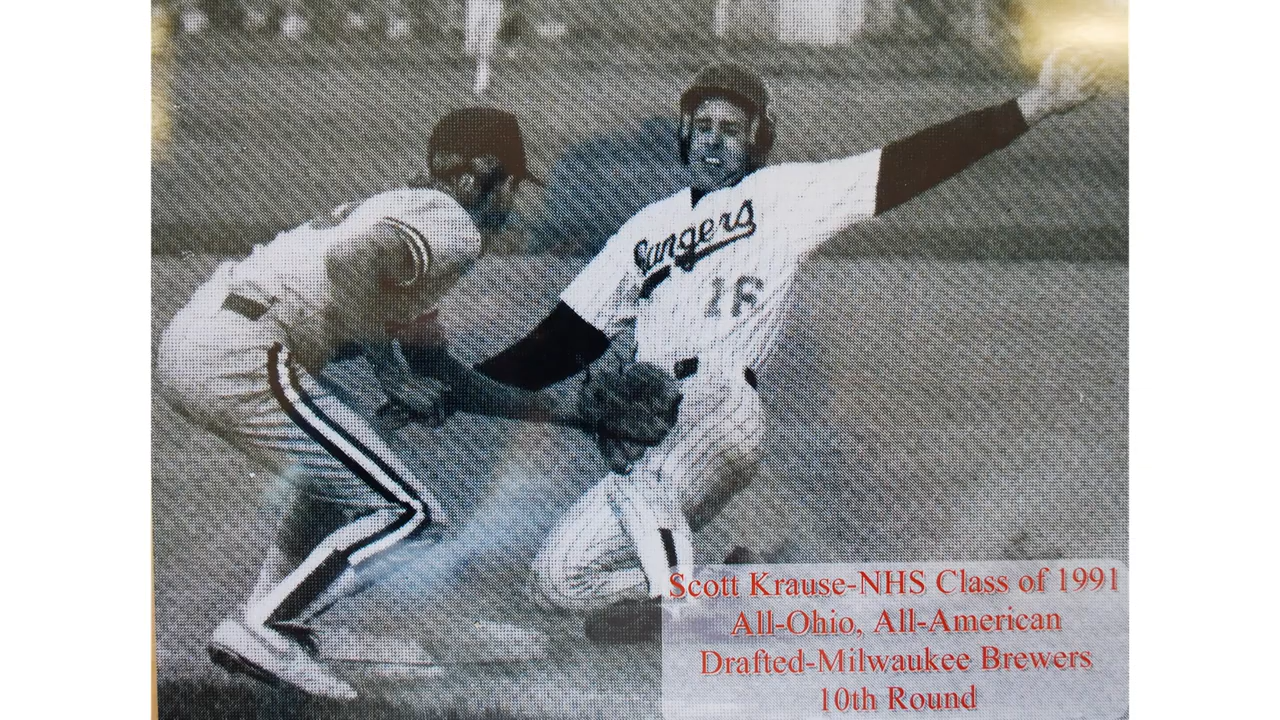 Rangers
16
Scott Krause-NHS Class of 1991
All-Ohio, All-American
Drafted-Milwaukee Brewers
10th Round